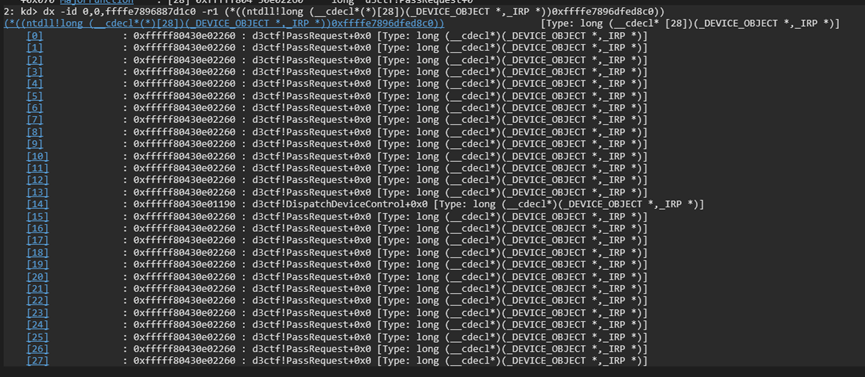 2: kd> dx -id 0,0,ffffe7896887d1c0 -r1 (*((ntdll!long (__cdecl*(*)[28])(_DEVICE_OBJECT *,_IRP *))0xffffe7896dfed8c0))
(*((ntdll!long (__cdecl*(*)[28])(_DEVICE_OBJECT *,_IRP *))0xffffe7896dfed8c0)) [Type: long (__cdecl* [28])(_DEVICE_OBJECT *,_IRP *)]
[0] : 0xfffff80430e02260 : d3ctf!PassRequest+0x0 [Type: long (__cdecl*)(_DEVICE_OBJECT *,_IRP *)]
[1] : 0xfffff80430e02260 : d3ctf!PassRequest+0x0 [Type: long (__cdecl*)(_DEVICE_OBJECT *,_IRP *)]
[2] : 0xfffff80430e02260 : d3ctf!PassRequest+0x0 [Type: long (__cdecl*)(_DEVICE_OBJECT *,_IRP *)]
[3] : 0xfffff80430e02260 : d3ctf!PassRequest+0x0 [Type: long (__cdecl*)(_DEVICE_OBJECT *,_IRP *)]
[4] : 0xfffff80430e02260 : d3ctf!PassRequest+0x0 [Type: long (__cdecl*)(_DEVICE_OBJECT *,_IRP *)]
[5] : 0xfffff80430e02260 : d3ctf!PassRequest+0x0 [Type: long (__cdecl*)(_DEVICE_OBJECT *,_IRP *)]
[6] : 0xfffff80430e02260 : d3ctf!PassRequest+0x0 [Type: long (__cdecl*)(_DEVICE_OBJECT *,_IRP *)]
[7] : 0xfffff80430e02260 : d3ctf!PassRequest+0x0 [Type: long (__cdecl*)(_DEVICE_OBJECT *,_IRP *)]
[8] : 0xfffff80430e02260 : d3ctf!PassRequest+0x0 [Type: long (__cdecl*)(_DEVICE_OBJECT *,_IRP *)]
[9] : 0xfffff80430e02260 : d3ctf!PassRequest+0x0 [Type: long (__cdecl*)(_DEVICE_OBJECT *,_IRP *)]
[10] : 0xfffff80430e02260 : d3ctf!PassRequest+0x0 [Type: long (__cdecl*)(_DEVICE_OBJECT *,_IRP *)]
[11] : 0xfffff80430e02260 : d3ctf!PassRequest+0x0 [Type: long (__cdecl*)(_DEVICE_OBJECT *,_IRP *)]
[12] : 0xfffff80430e02260 : d3ctf!PassRequest+0x0 [Type: long (__cdecl*)(_DEVICE_OBJECT *,_IRP *)]
[13] : 0xfffff80430e02260 : d3ctf!PassRequest+0x0 [Type: long (__cdecl*)(_DEVICE_OBJECT *,_IRP *)]
[14] : 0xfffff80430e01190 : d3ctf!DispatchDeviceControl+0x0 [Type: long (__cdecl*)(_DEVICE_OBJECT *,_IRP *)]
[15] : 0xfffff80430e02260 : d3ctf!PassRequest+0x0 [Type: long (__cdecl*)(_DEVICE_OBJECT *,_IRP *)]
[16] : 0xfffff80430e02260 : d3ctf!PassRequest+0x0 [Type: long (__cdecl*)(_DEVICE_OBJECT *,_IRP *)]
[17] : 0xfffff80430e02260 : d3ctf!PassRequest+0x0 [Type: long (__cdecl*)(_DEVICE_OBJECT *,_IRP *)]
[18] : 0xfffff80430e02260 : d3ctf!PassRequest+0x0 [Type: long (__cdecl*)(_DEVICE_OBJECT *,_IRP *)]
[19] : 0xfffff80430e02260 : d3ctf!PassRequest+0x0 [Type: long (__cdecl*)(_DEVICE_OBJECT *,_IRP *)]
[20] : 0xfffff80430e02260 : d3ctf!PassRequest+0x0 [Type: long (__cdecl*)(_DEVICE_OBJECT *,_IRP *)]
[21] : 0xfffff80430e02260 : d3ctf!PassRequest+0x0 [Type: long (__cdecl*)(_DEVICE_OBJECT *,_IRP *)]
[22] : 0xfffff80430e02260 : d3ctf!PassRequest+0x0 [Type: long (__cdecl*)(_DEVICE_OBJECT *,_IRP *)]
[23] : 0xfffff80430e02260 : d3ctf!PassRequest+0x0 [Type: long (__cdecl*)(_DEVICE_OBJECT *,_IRP *)]
[24] : 0xfffff80430e02260 : d3ctf!PassRequest+0x0 [Type: long (__cdecl*)(_DEVICE_OBJECT *,_IRP *)]
[25] : 0xfffff80430e02260 : d3ctf!PassRequest+0x0 [Type: long (__cdecl*)(_DEVICE_OBJECT *,_IRP *)]
[26] : 0xfffff80430e02260 : d3ctf!PassRequest+0x0 [Type: long (__cdecl*)(_DEVICE_OBJECT *,_IRP *)]
[27] : 0xfffff80430e02260 : d3ctf!PassRequest+0x0 [Type: long (__cdecl*)(_DEVICE_OBJECT *,_IRP *)]